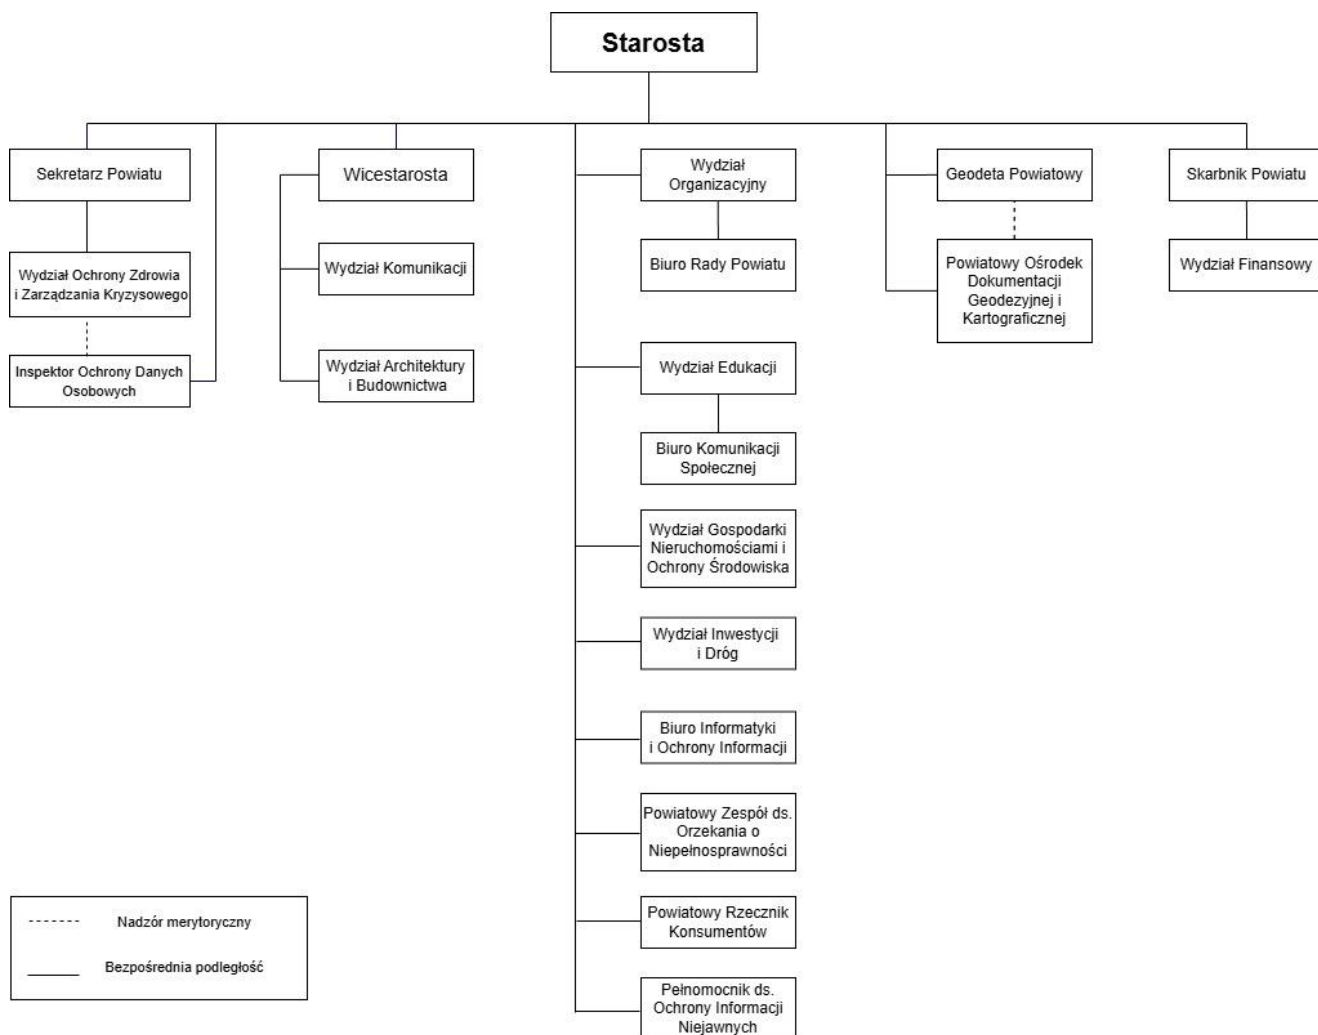 Starosta
Sekretarz Powiatu
Wydział Ochrony Zdrowia
i Zarządzania Kryzysowego
Inspektor Ochrony Danych
Osobowych
Wicestarosta
Wydział Komunikacji
Wydział Architektury
i Budownictwa
Wydział
Organizacyjny
Biuro Rady Powiatu
Wydział Edukacji
Biuro Komunikacji
Społecznej
Wydział Gospodarki
Nieruchomościami i
Ochrony Środowiska
Wydział Inwestycji
i Dróg
Biuro Informatyki
i Ochrony Informacji
Powiatowy Zespół ds.
Orzekania o
Niepełnosprawności
Powiatowy Rzecznik
Konsumentów
Pełnomocnik ds.
Ochrony Informacji
Niejawnych
Geodeta Powiatowy
Powiatowy Ośrodek
Dokumentacji
Geodezyjnej i
Kartograficznej
Skarbnik Powiatu
Wydział Finansowy
Nadzór merytoryczny
Bezpośrednia podległość